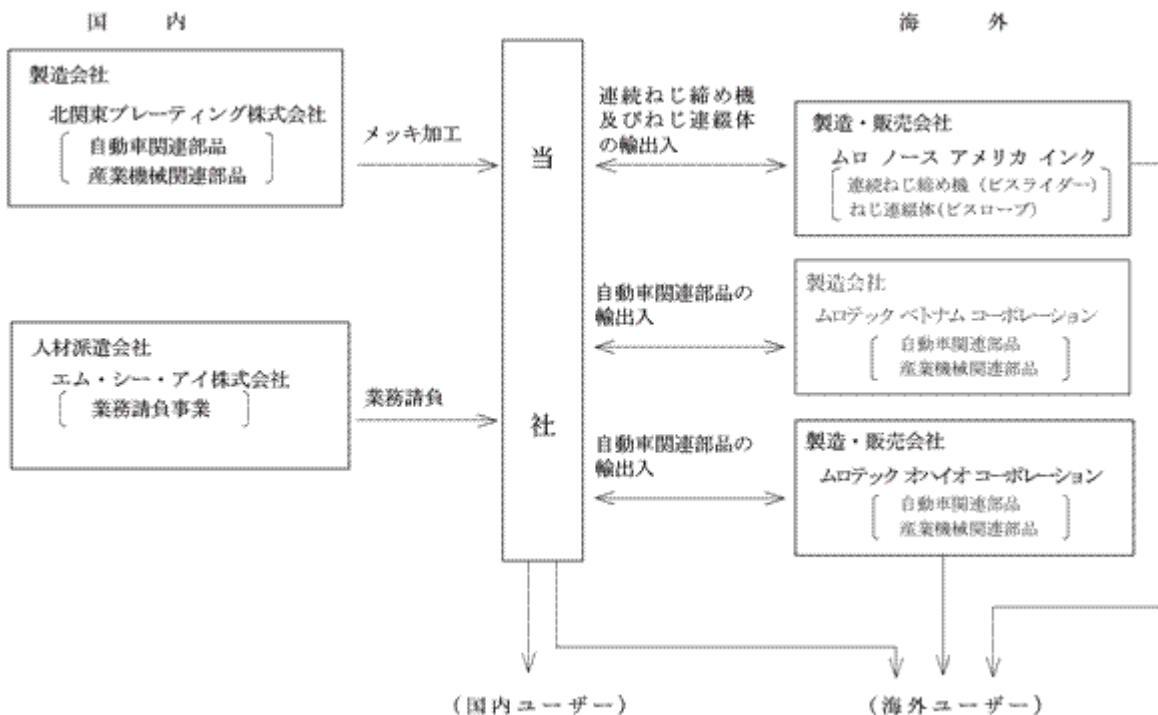 国内
海外
製造会社
北関東プレーティング株式会社
自動車関連部品
産業機械関連部品
メッキ加工
人材派遣会社
エム・シー・アイ株式会社
業務請負事業
業務請負
当社
連続ねじ締め機
及びねじ連綴体
の輸出入
製造・販売会社
ムロ ノース アメリカ インク
連続ねじ締め機(ビスライダー)
ねじ連綴体(ビスロープ)
自動車関連部品の
輸出入
製造会社
ムロテック ベトナム コーポレーション
自動車関連部品
産業機械関連部品
自動車関連部品の
輸出入
製造・販売会社
ムロテック オハイオ コーポレーション
自動車関連部品
産業機械関連部品
(国内ユーザー)
(海外ユーザー)